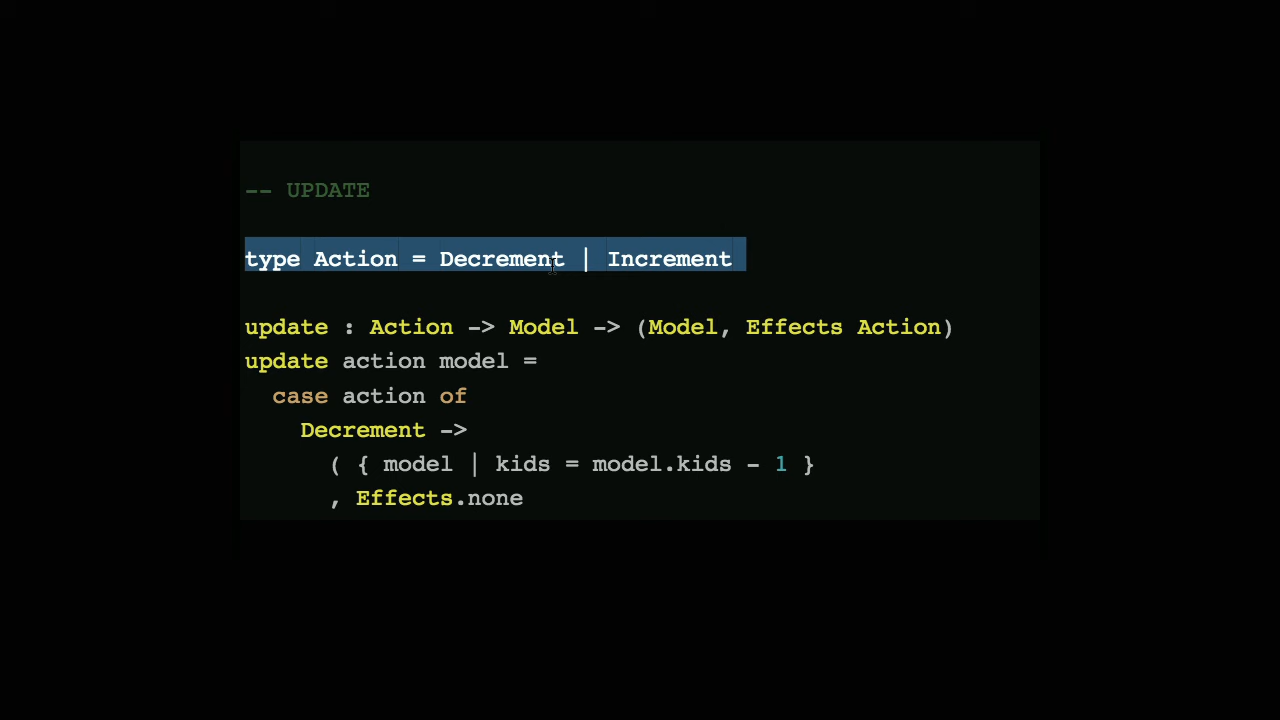 -- UPDATE
type Action = Decrement | Increment
update : Action -> Model -> (Model, Effects Action)
update action model =
case action of
Decrement ->
( { model | kids = model.kids - 1 }
, Effects.none